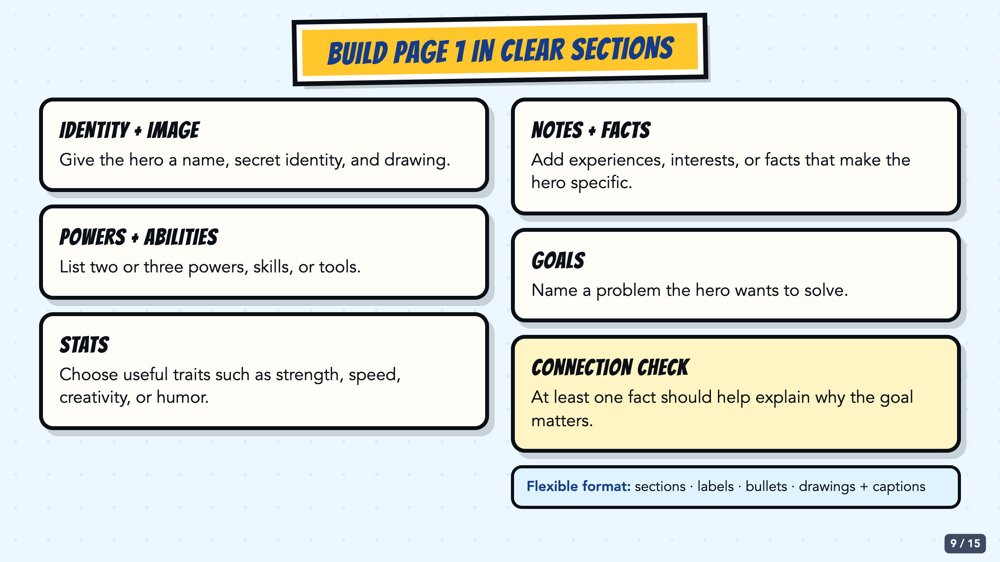 BUILD PAGE 1 IN CLEAR SECTIONS
IDENTITY + IMAGE
Give the hero a name, secret identity, and drawing.
POWERS + ABILITIES
List two or three powers, skills, or tools.
STATS
Choose useful traits such as strength, speed,
creativity, or humor.
NOTES + FACTS
Add experiences, interests, or facts that make the
hero specific.
GOALS
Name a problem the hero wants to solve.
CONNECTION CHECK
At least one fact should help explain why the goal
matters.
Flexible format: sections · labels · bullets · drawings + captions
9 / 15